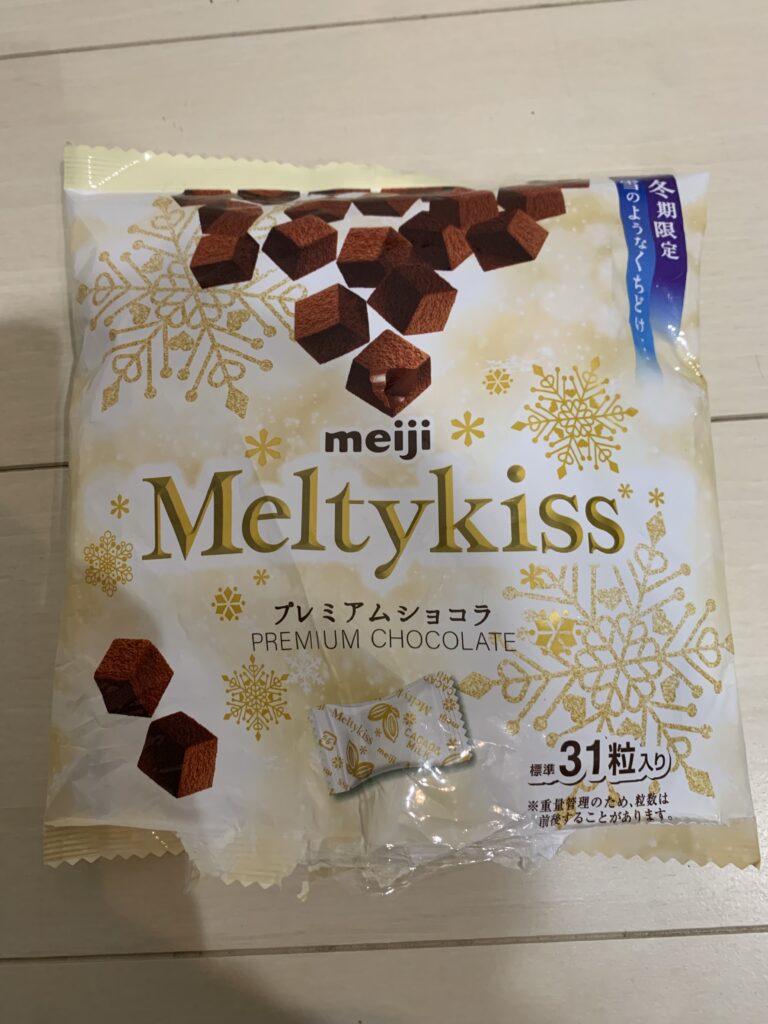 冬期限定
雪のようなくちどけ…
meiji
Meltykiss
プレミアムショコラ
PREMIUM CHOCOLATE
Meltykiss
meiji
標準31粒入り
※重量管理のため、粒数は
前後することがあります。